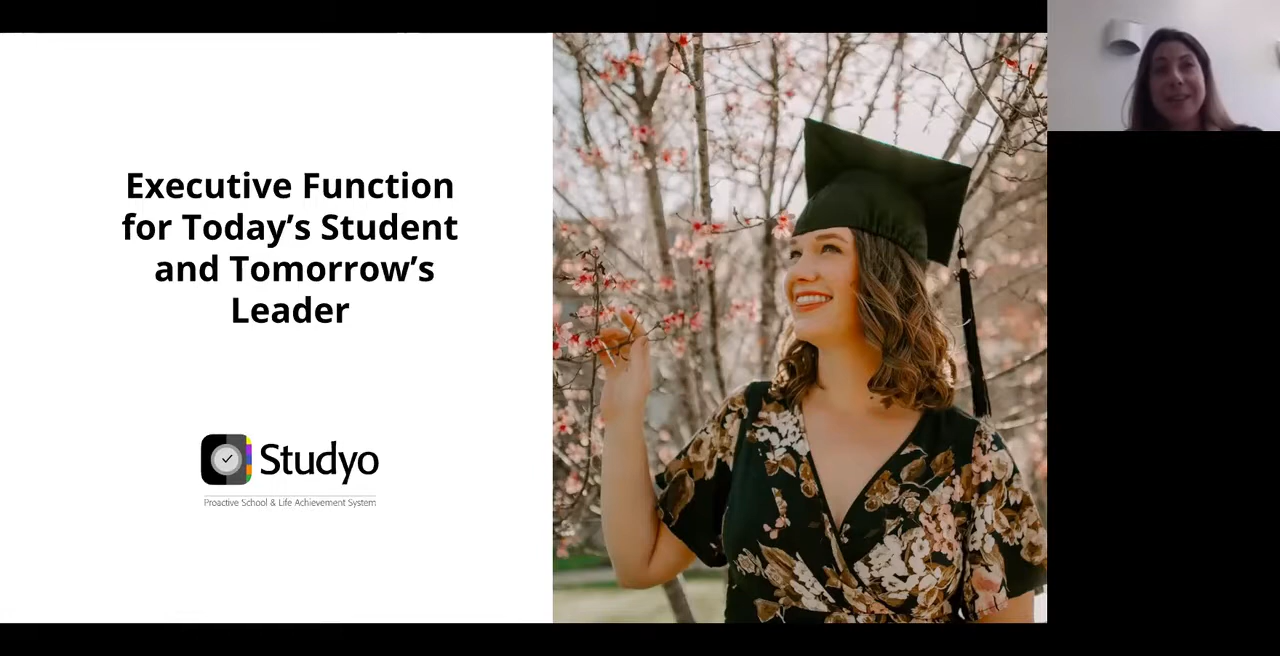 Executive Function
for Today’s Student
and Tomorrow’s
Leader
Studyo
Proactive School & Life Achievement System